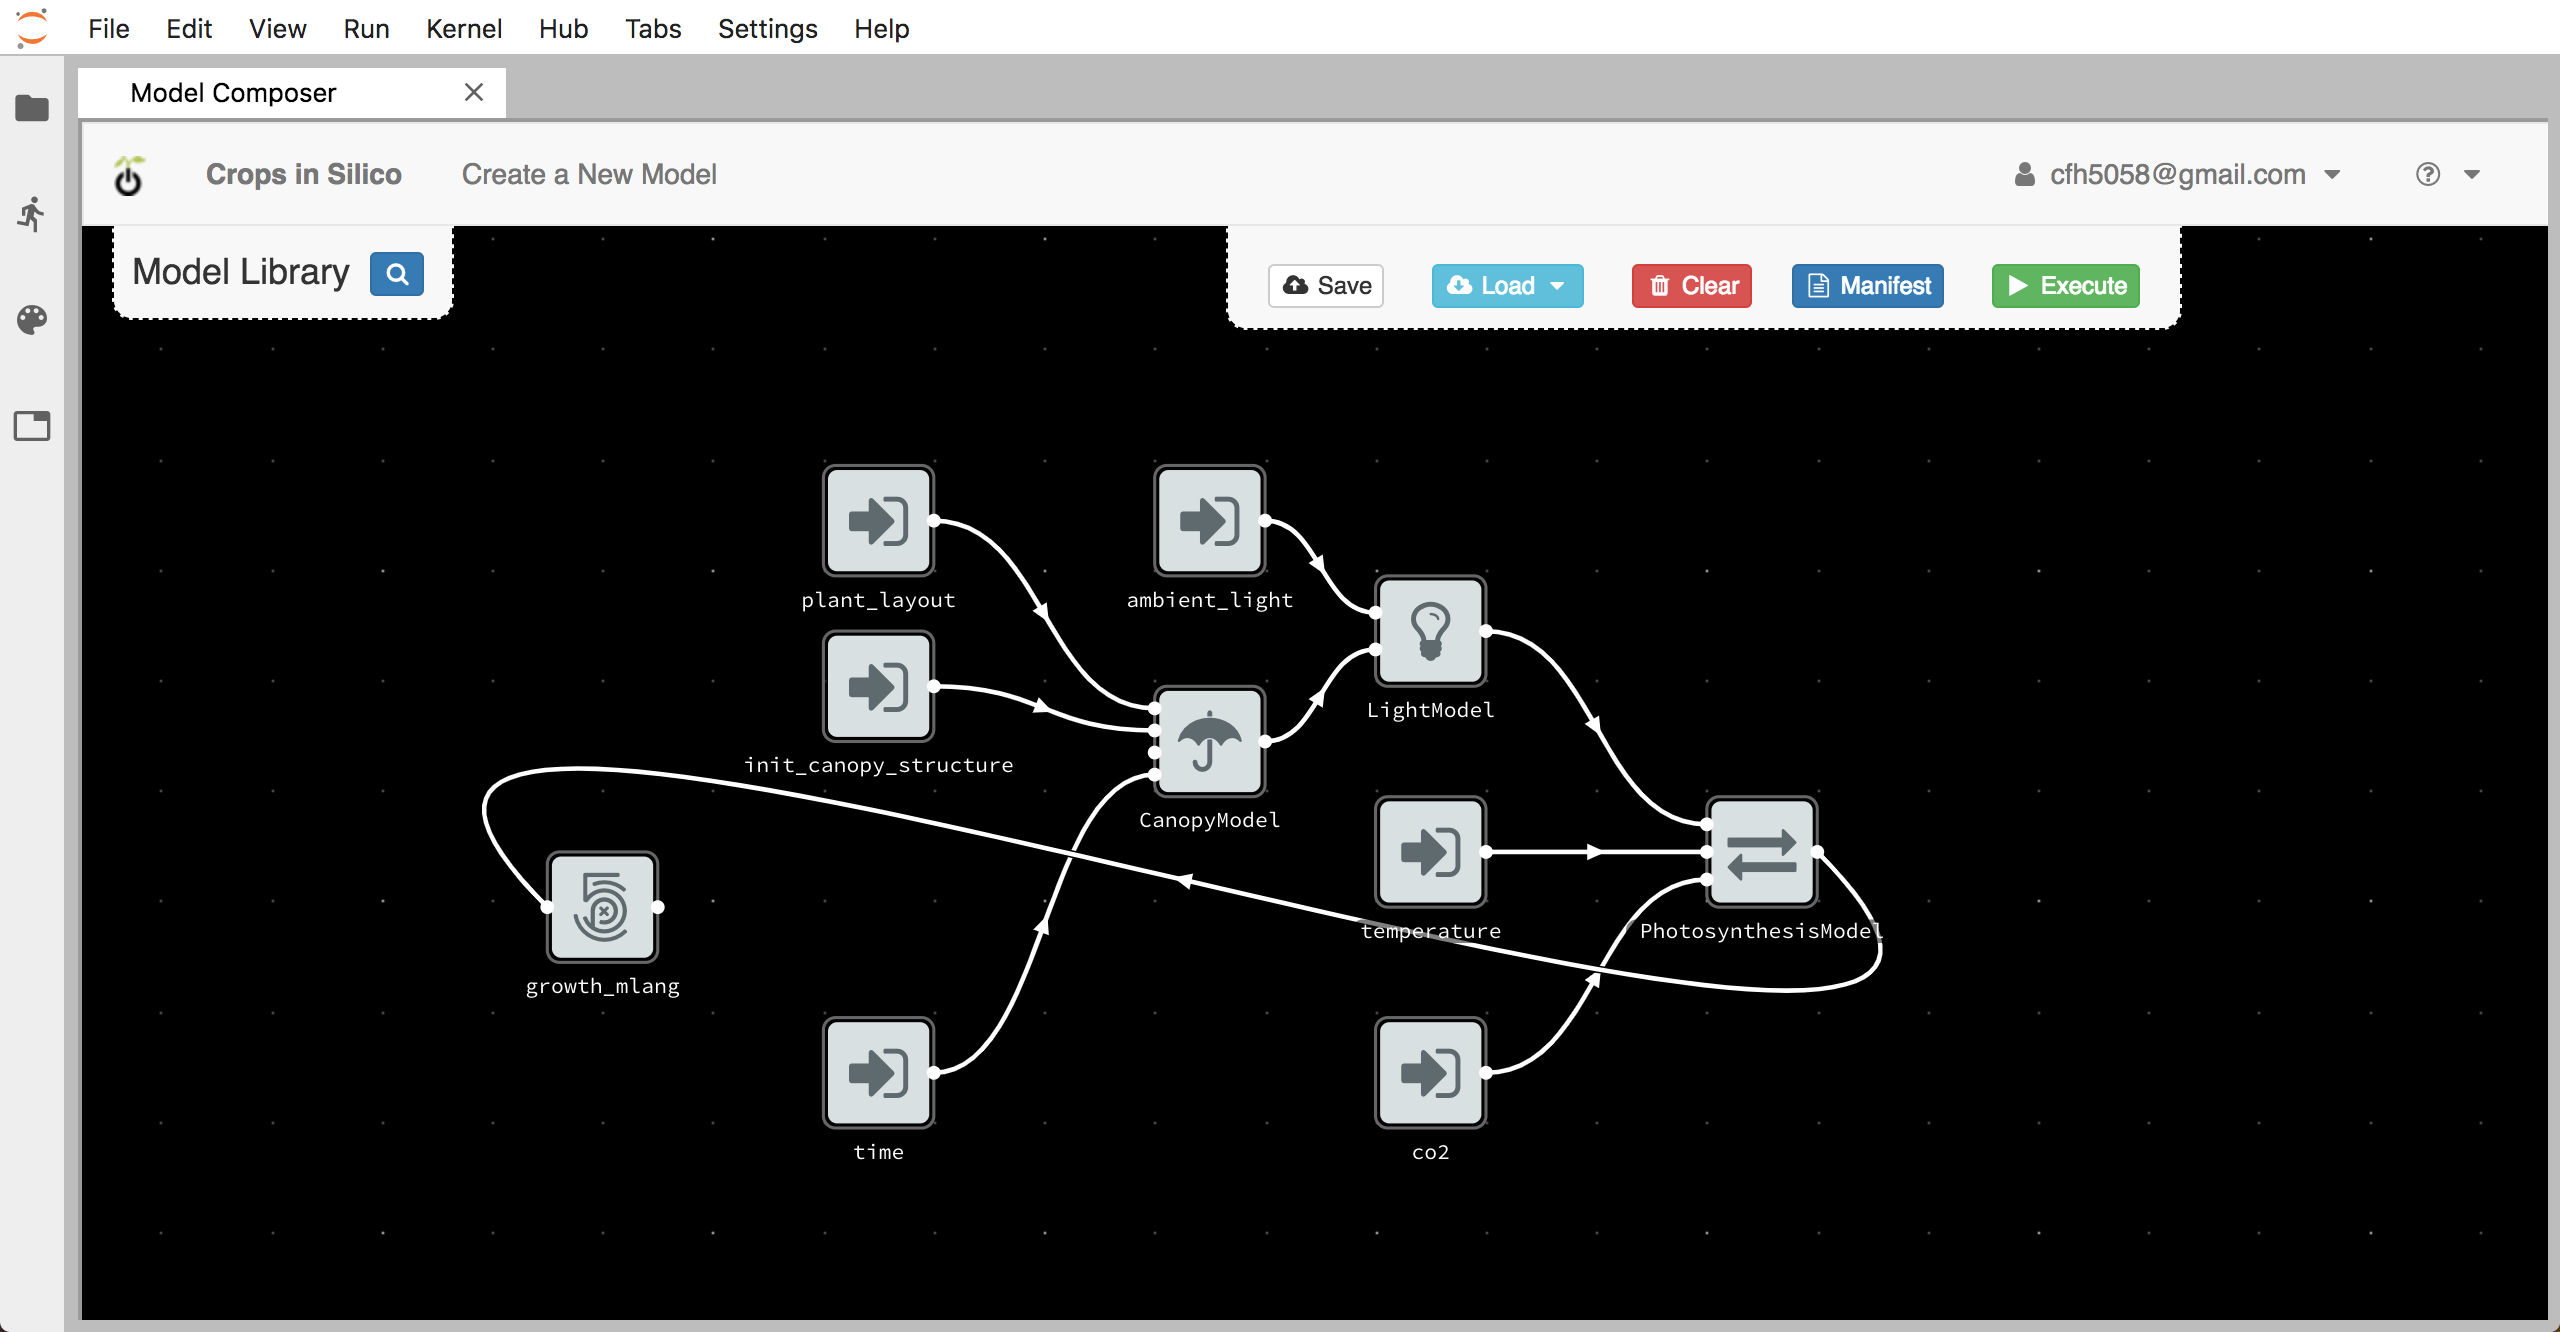 File Edit View Run Kernel Hub Tabs Settings Help
Model Composer
Crops in Silico Create a New Model cfh5058@gmail.com
Model Library
Save Load Clear Manifest Execute
plant_layout
ambient_light
LightModel
init_canopy_structure
CanopyModel
temperature
PhotosynthesisModel
growth_mlang
time
co2